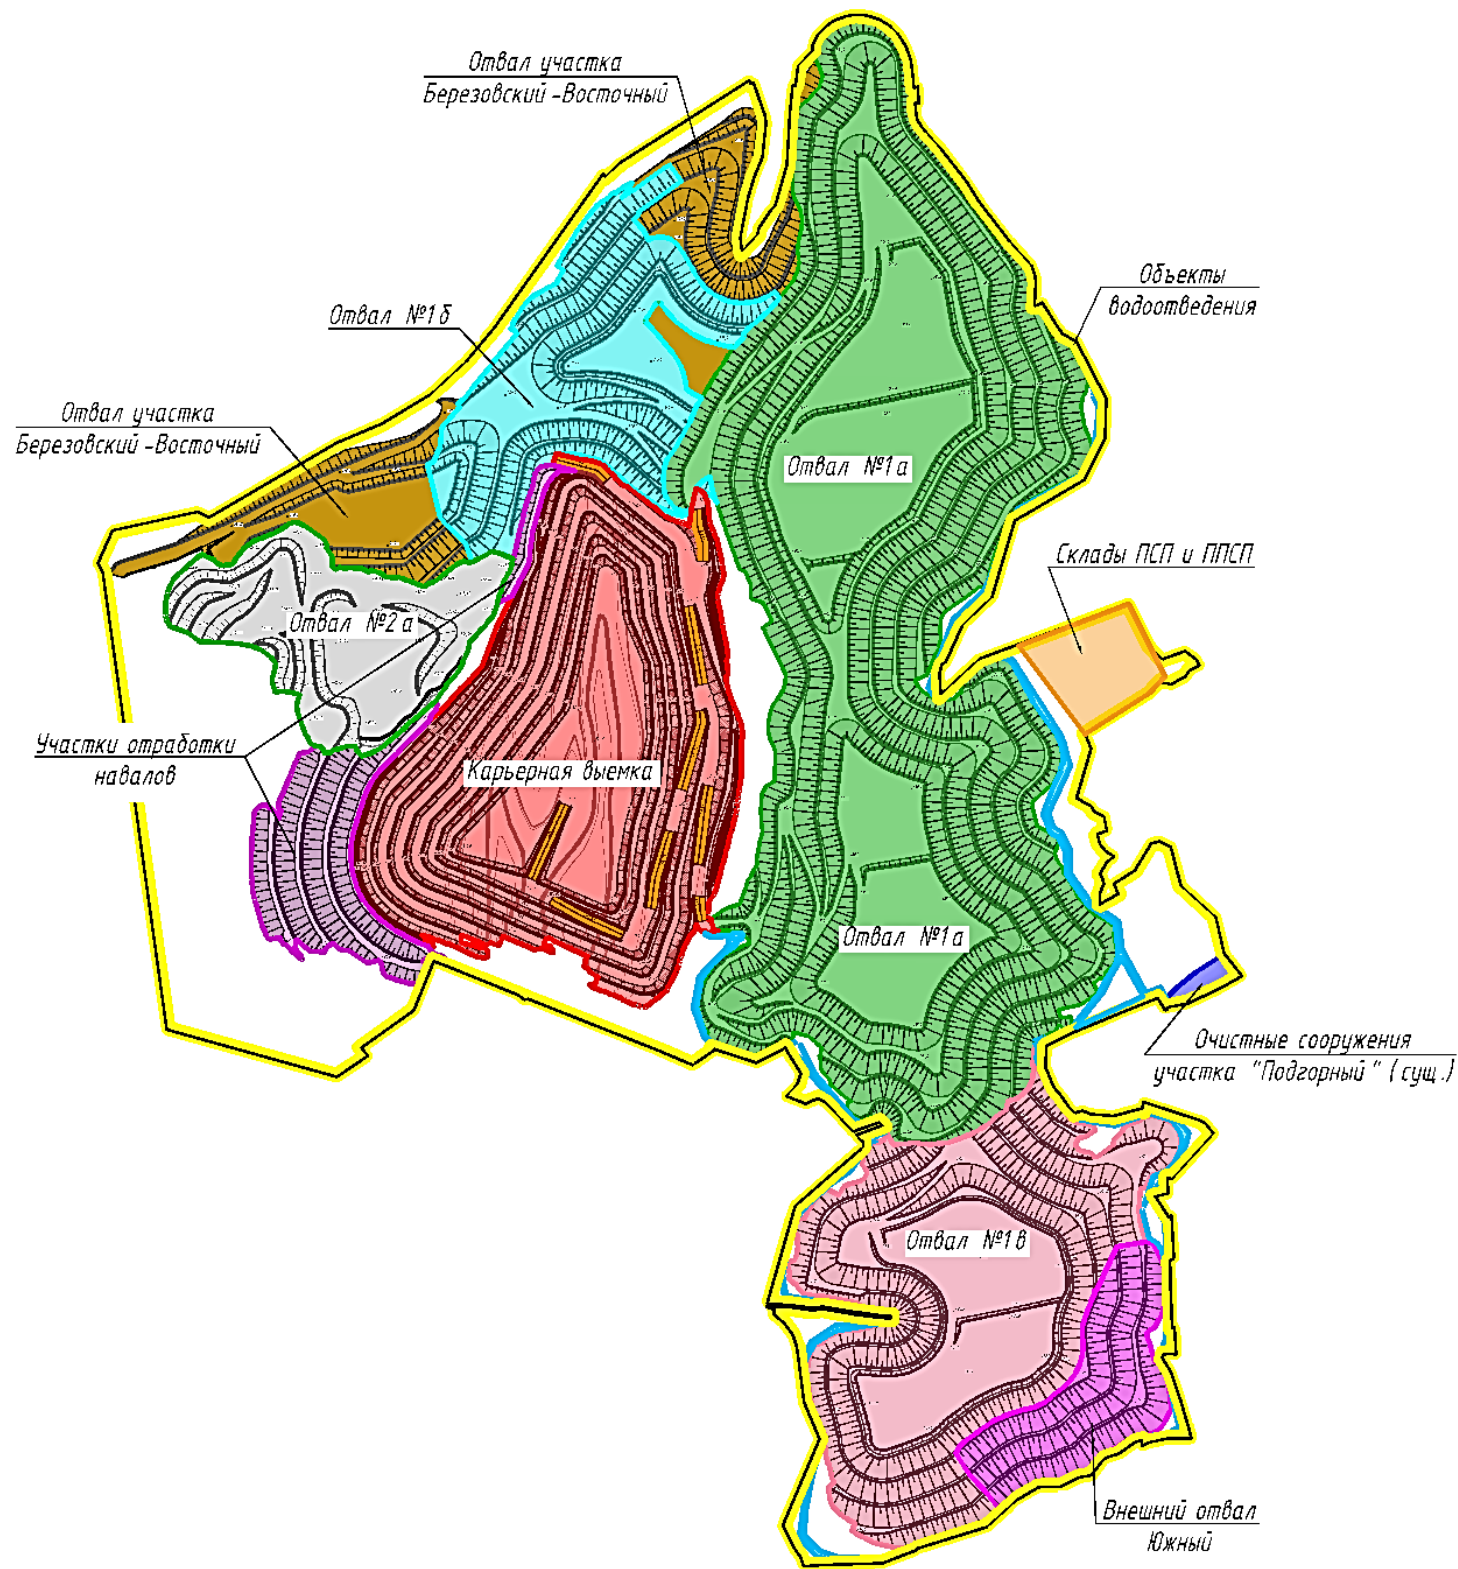 Отвал участка
Березовский-Восточный
Объекты
водоотведения
Отвал №1б
Отвал участка
Березовский-Восточный
Отвал №1а
Склады ПСП и ППСП
Отвал №2а
Участки отработки
навалов
Карьерная выемка
Отвал №1а
Очистные сооружения
участка "Подгорный" (сущ.)
Отвал №1в
Внешний отвал
Южный